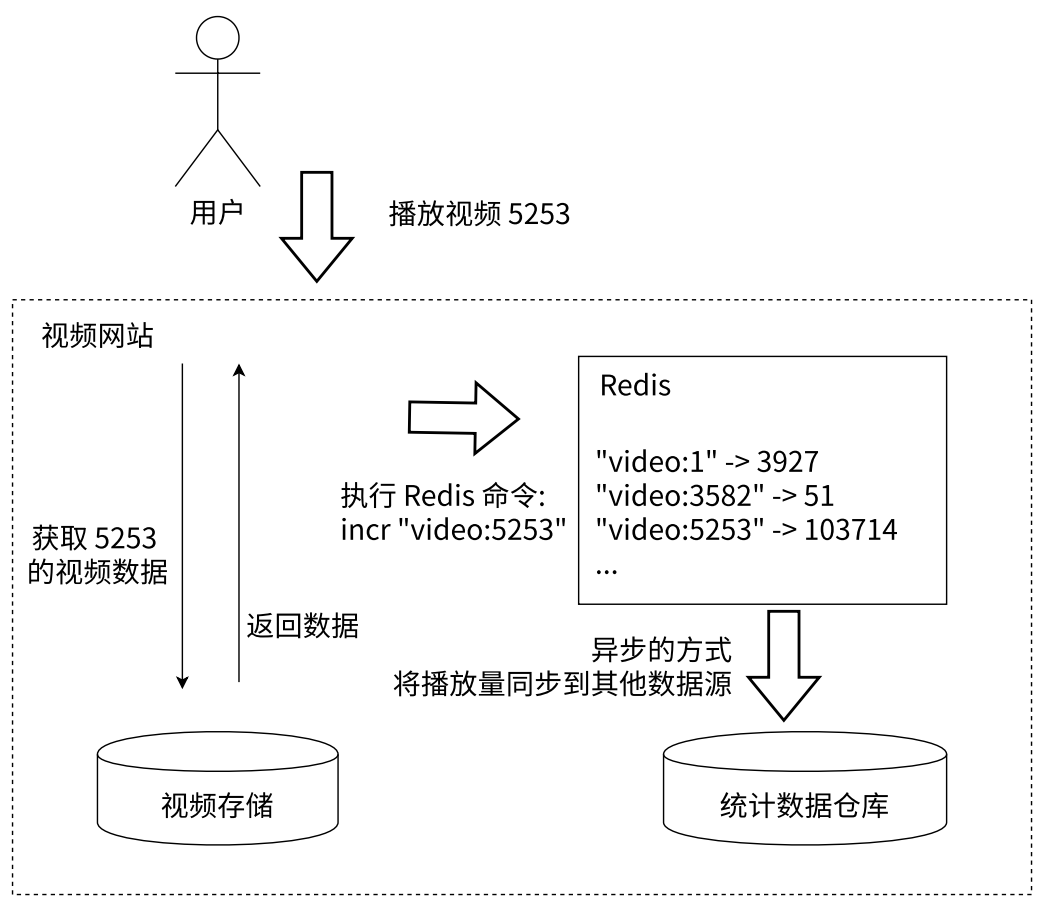 用户
播放视频 5253
视频网站
Redis
"video:1" -> 3927
"video:3582" -> 51
"video:5253" -> 103714
...
执行 Redis 命令:
incr "video:5253"
获取 5253
的视频数据
返回数据
异步的方式
将播放量同步到其他数据源
视频存储
统计数据仓库